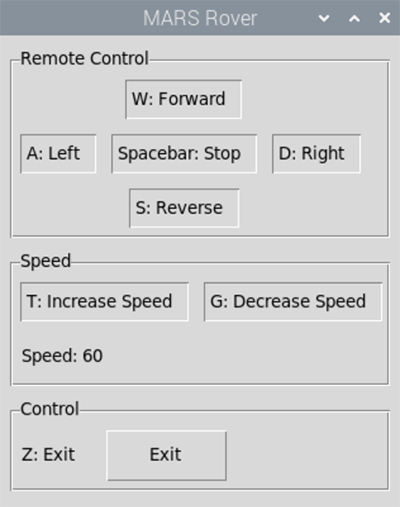 MARS Rover
Remote Control
W: Forward
A: Left Spacebar: Stop D: Right
S: Reverse
Speed
T: Increase Speed G: Decrease Speed
Speed: 60
Control
Z: Exit Exit